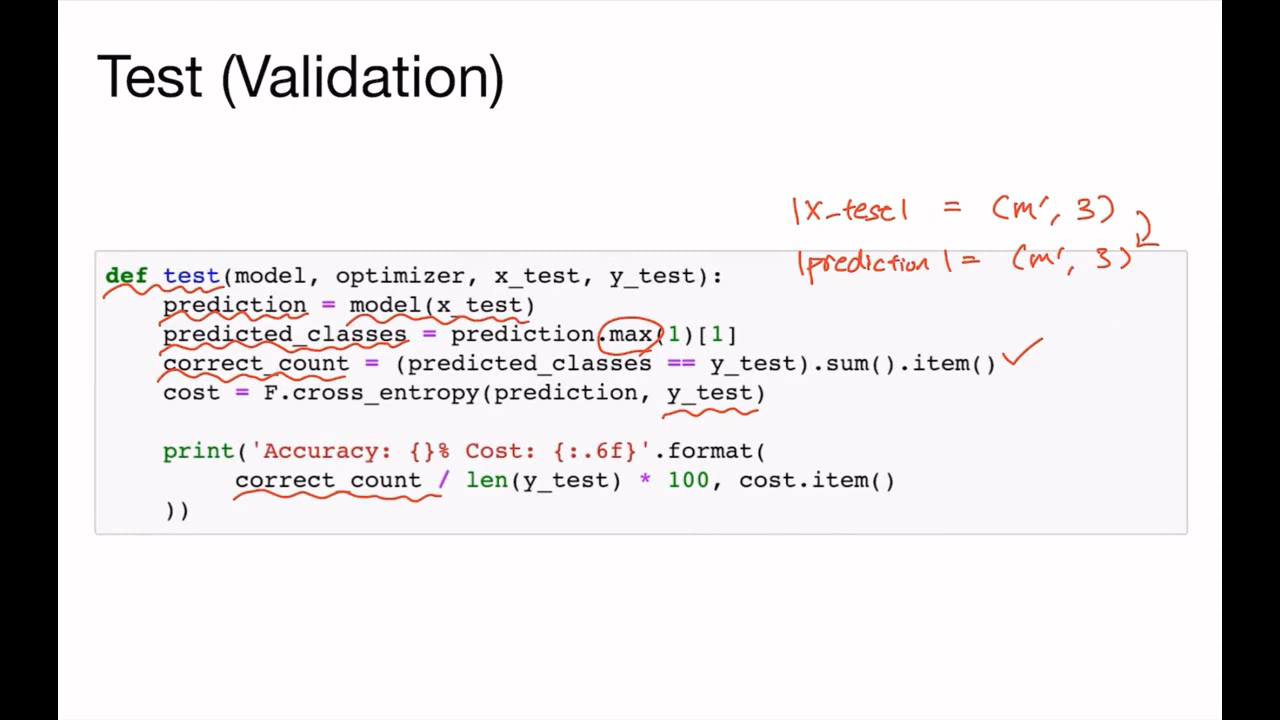 Test (Validation)
|x_test| = (m', 3)
|prediction| = (m', 3)
def test(model, optimizer, x_test, y_test):
    prediction = model(x_test)
    predicted_classes = prediction.max(1)[1]
    correct_count = (predicted_classes == y_test).sum().item()
    cost = F.cross_entropy(prediction, y_test)
    print('Accuracy: {}% Cost: {:.6f}'.format(
        correct_count / len(y_test) * 100, cost.item()
    ))